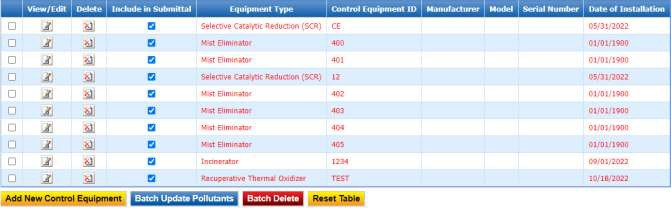 View/Edit Delete Include in Submittal Equipment Type Control Equipment ID Manufacturer Model Serial Number Date of Installation
Selective Catalytic Reduction (SCR) CE 05/31/2022
Mist Eliminator 400 01/01/1900
Mist Eliminator 401 01/01/1900
Selective Catalytic Reduction (SCR) 12 05/31/2022
Mist Eliminator 402 01/01/1900
Mist Eliminator 403 01/01/1900
Mist Eliminator 404 01/01/1900
Mist Eliminator 405 01/01/1900
Incinerator 1234 09/01/2022
Recuperative Thermal Oxidizer TEST 10/18/2022
Add New Control Equipment Batch Update Pollutants Batch Delete Reset Table